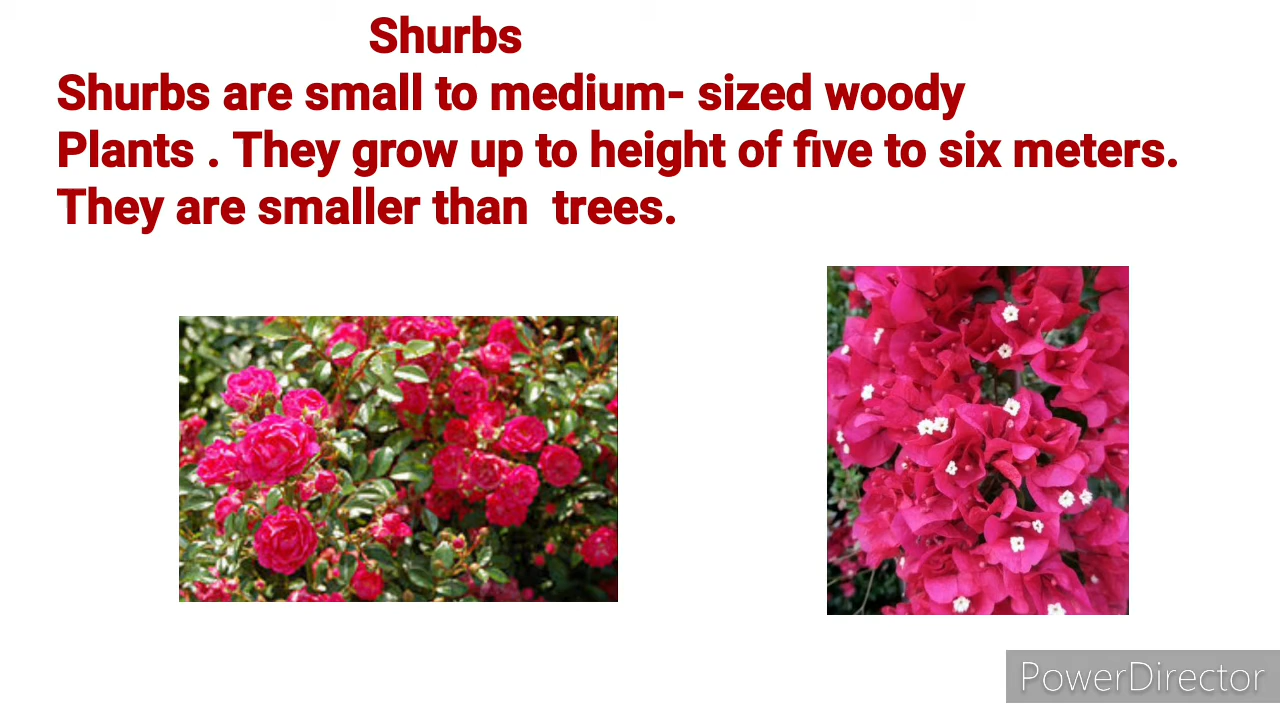 Shurbs
Shurbs are small to medium- sized woody
Plants . They grow up to height of five to six meters.
They are smaller than  trees.
PowerDirector